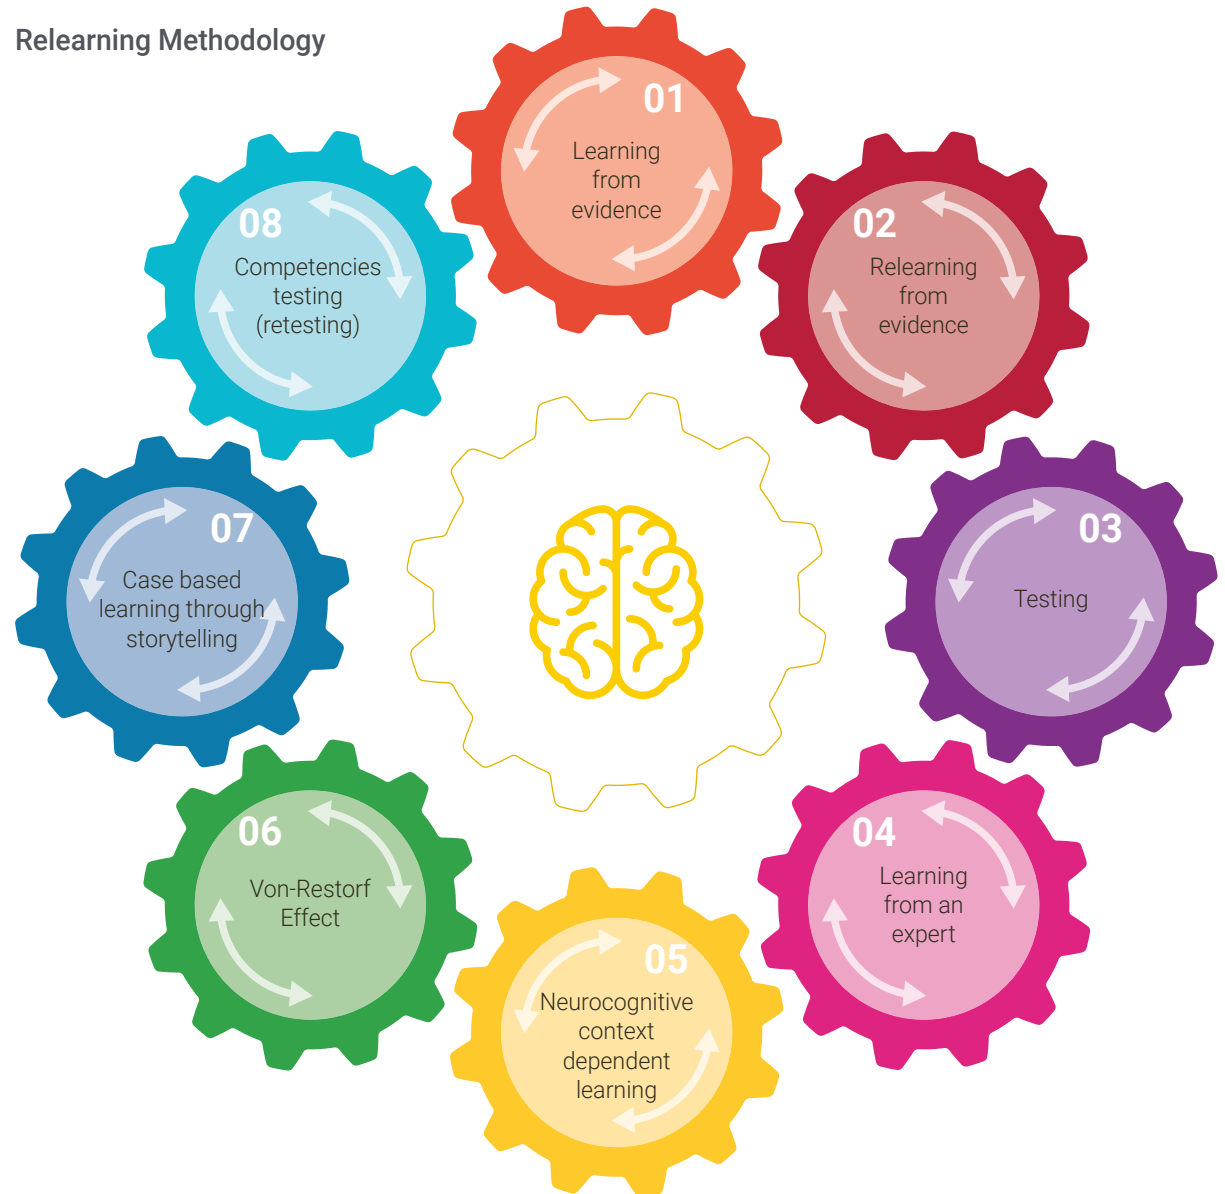 Relearning Methodology
01
Learning
from
evidence
02
Relearning
from
evidence
03
Testing
04
Learning
from an
expert
05
Neurocognitive
context
dependent
learning
06
Von-Restorf
Effect
07
Case based
learning through
storytelling
08
Competencies
testing
(retesting)